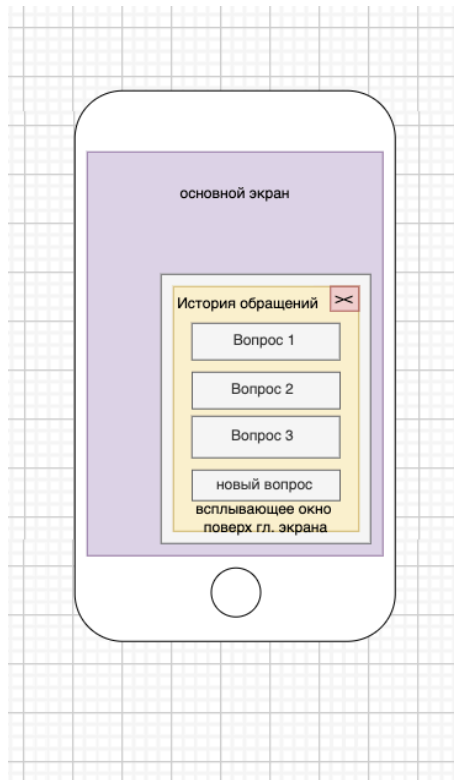 основной экран
История обращений
><
Вопрос 1
Вопрос 2
Вопрос 3
новый вопрос
всплывающее окно
поверх гл. экрана